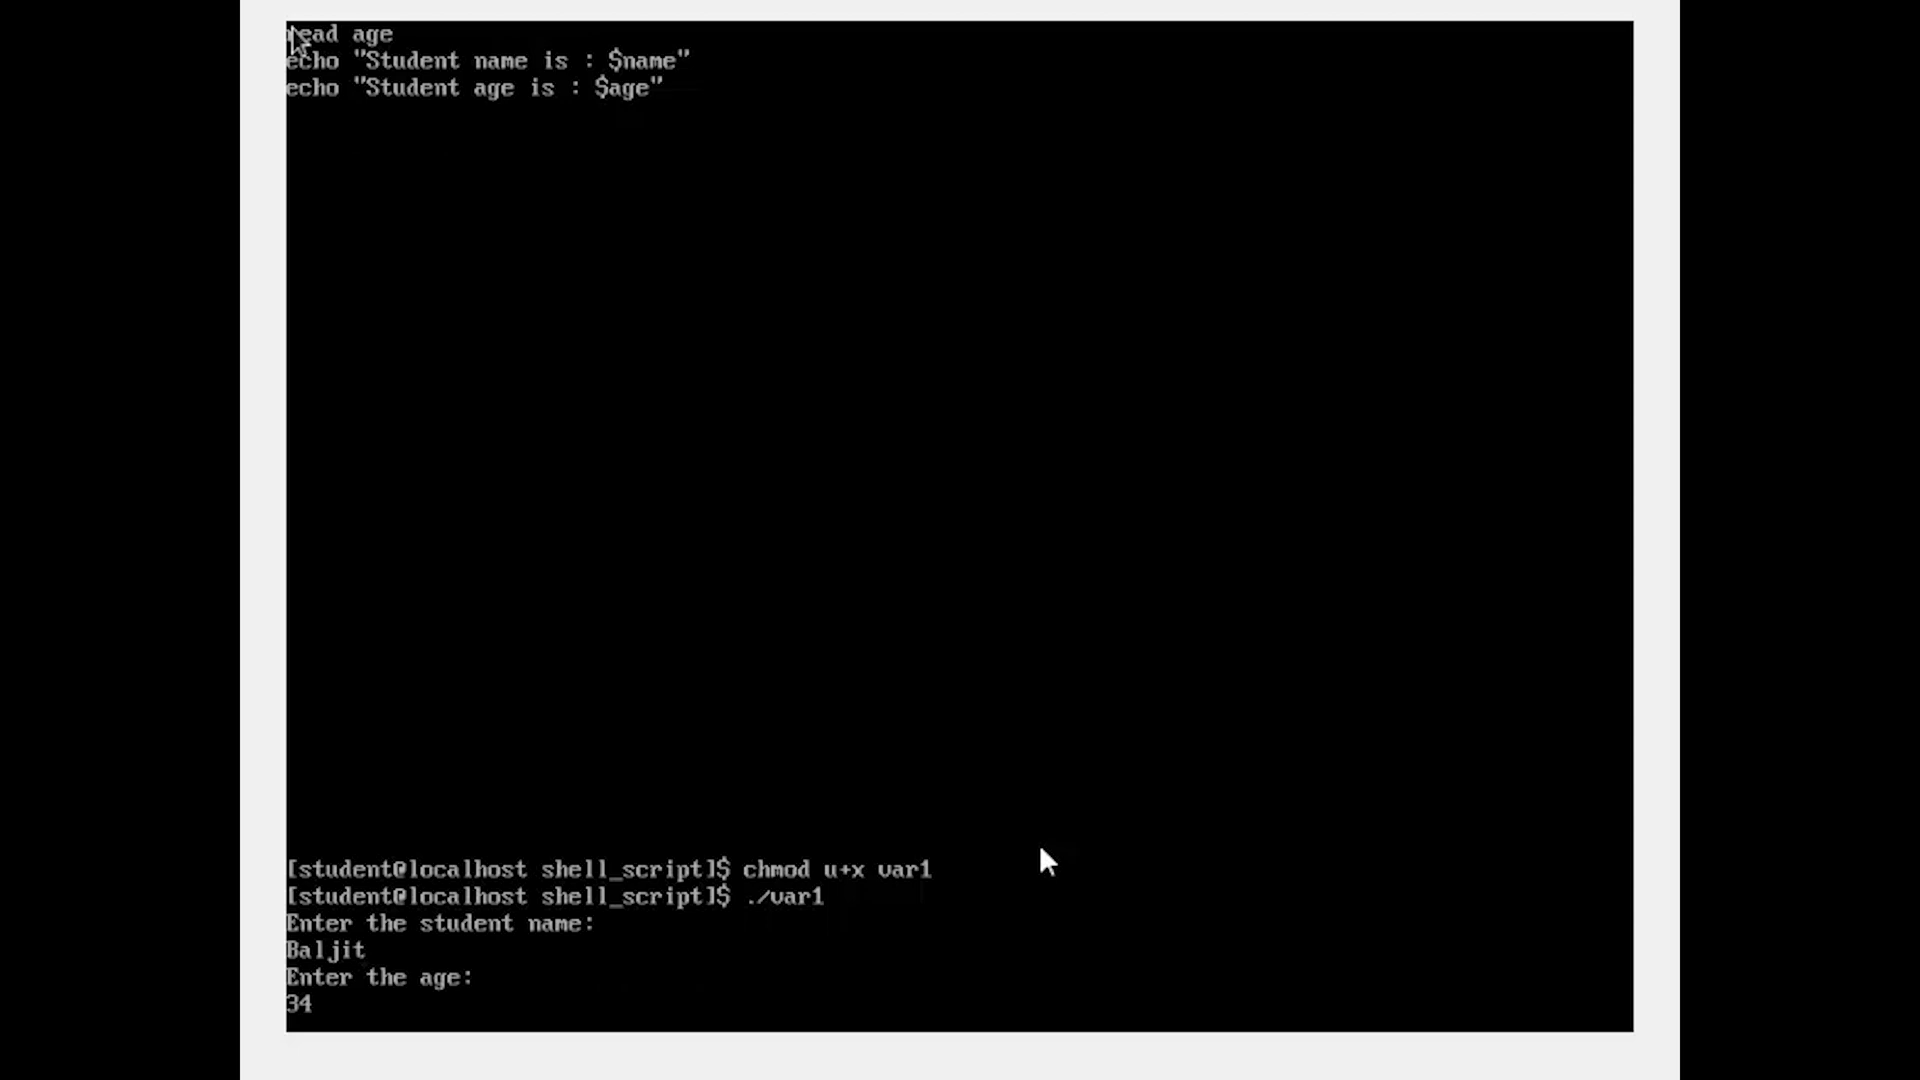 read age
echo "Student name is : $name"
echo "Student age is : $age"
[student@localhost shell_script]$ chmod u+x var1
[student@localhost shell_script]$ ./var1
Enter the student name:
Baljit
Enter the age:
34